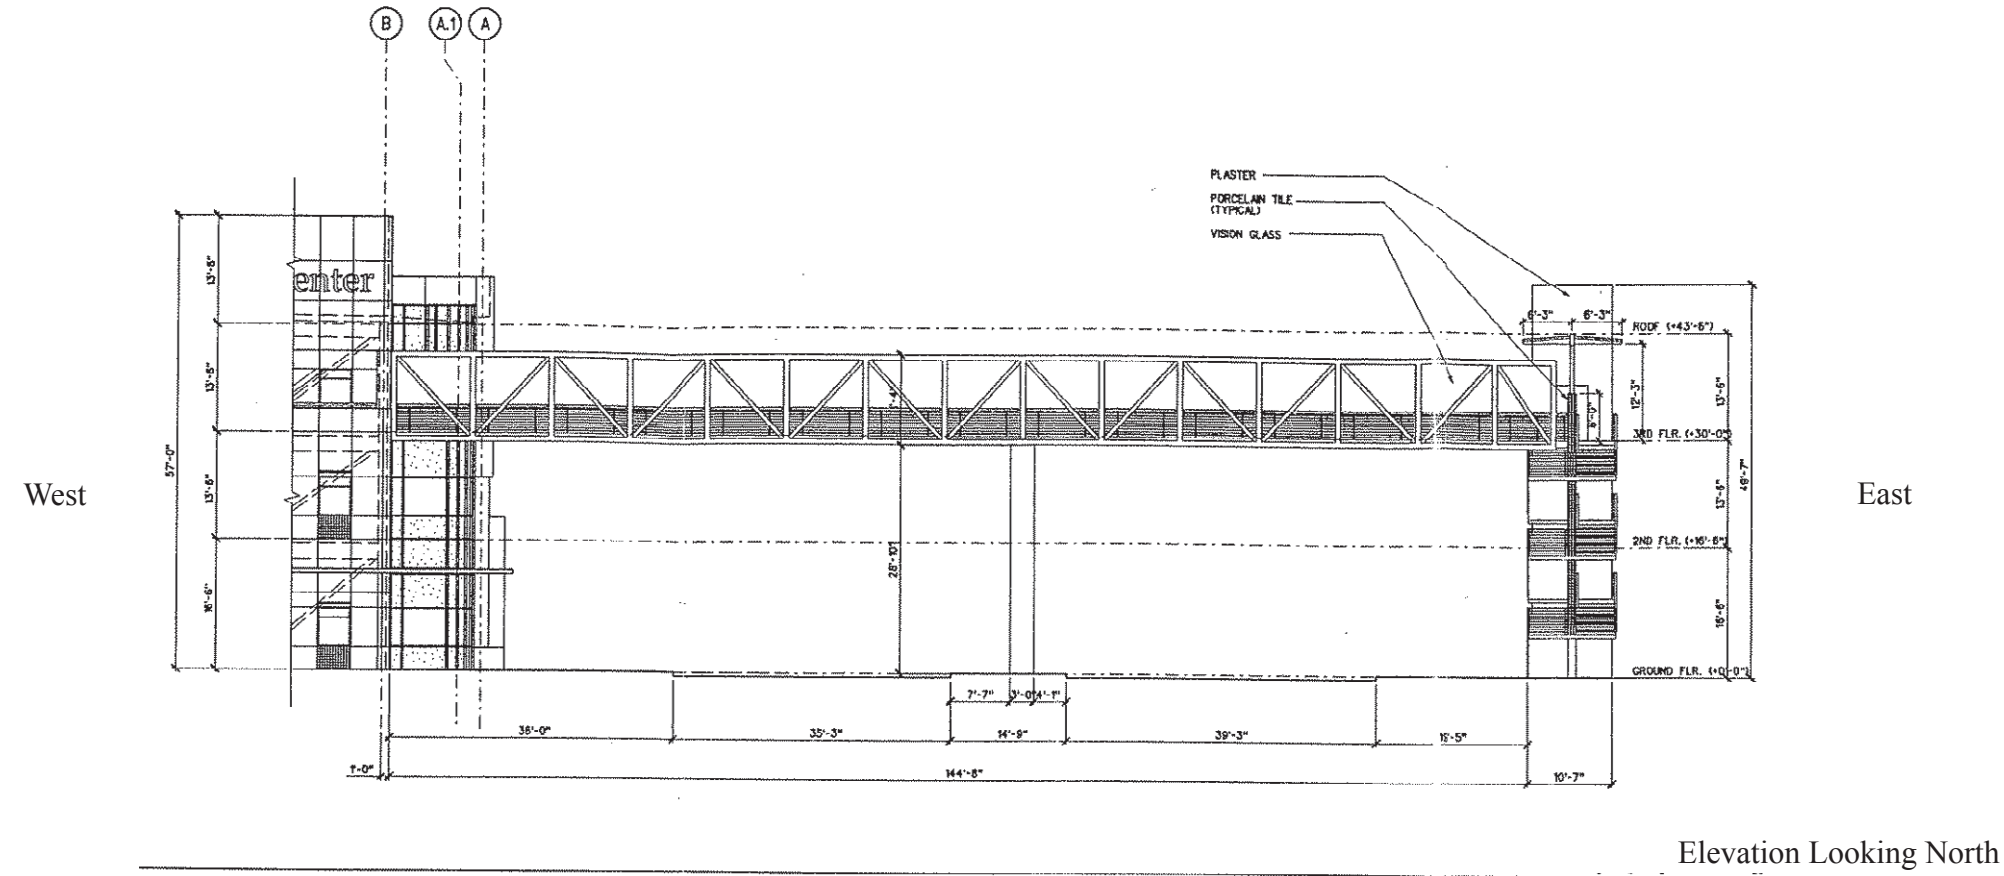 B
A.1
A
PLASTER
PORCELAIN TILE
(TYPICAL)
VISION GLASS
enter
13'-6"
13'-6"
13'-6"
16'-6"
57'-0"
6'-3"
6'-3"
ROOF (+43'-6")
12'-3"
13'-6"
3RD FLR. (+30'-0")
13'-6"
49'-7"
2ND FLR. (+16'-6")
16'-6"
GROUND FLR. (+0'-0")
West
East
28'-10"
7'-7"
3'-0"
4'-1"
36'-0"
35'-3"
14'-9"
39'-3"
1'-0"
144'-8"
10'-7"
Elevation Looking North